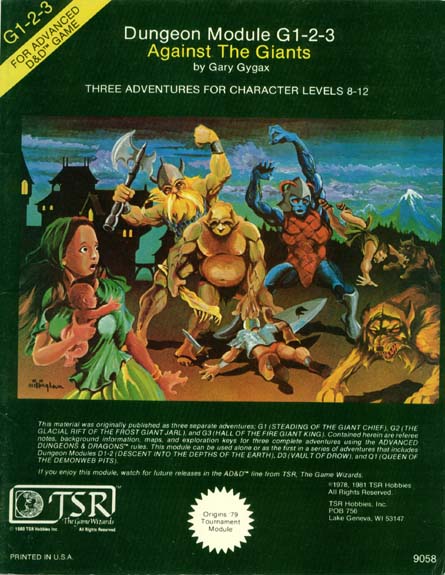 G1-2-3
FOR ADVANCED
D&D™ GAME
Dungeon Module G1-2-3
Against The Giants
by Gary Gygax
THREE ADVENTURES FOR CHARACTER LEVELS 8-12
This material was originally published as three separate adventures; G1 (STEADING OF THE GIANT CHIEF), G2 (THE
GLACIAL RIFT OF THE FROST GIANT JARL), and G3 (HALL OF THE FIRE GIANT KING). Contained herein are referee
notes, background information, maps, and exploration keys for three complete adventures using the ADVANCED
DUNGEONS & DRAGONS™ rules. This module can be used alone or as the first in a series of adventures that includes
Dungeon Modules D1-2 (DESCENT INTO THE DEPTHS OF THE EARTH), D3 (VAULT OF DROW), and Q1 (QUEEN OF
THE DEMONWEB PITS).
If you enjoy this module, watch for future releases in the AD&D™ line from TSR, The Game Wizards.
TSR
The Game Wizards
© 1980 TSR Hobbies Inc. All Rights Reserved.
Origins '79
Tournament
Module
©1978, 1981 TSR Hobbies
All Rights Reserved
TSR Hobbies, Inc.
POB 756
Lake Geneva, WI 53147
PRINTED IN U.S.A.
9058